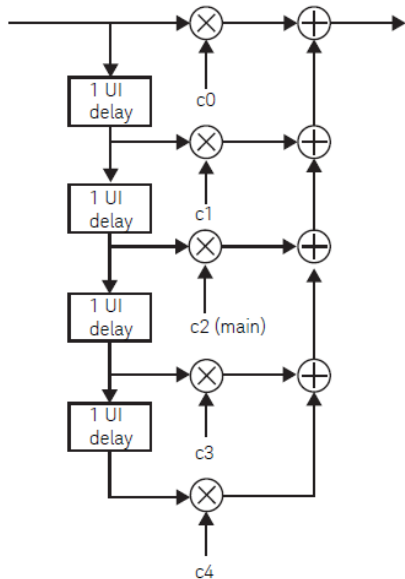 c0
1 UI
delay
c1
1 UI
delay
c2 (main)
1 UI
delay
c3
1 UI
delay
c4